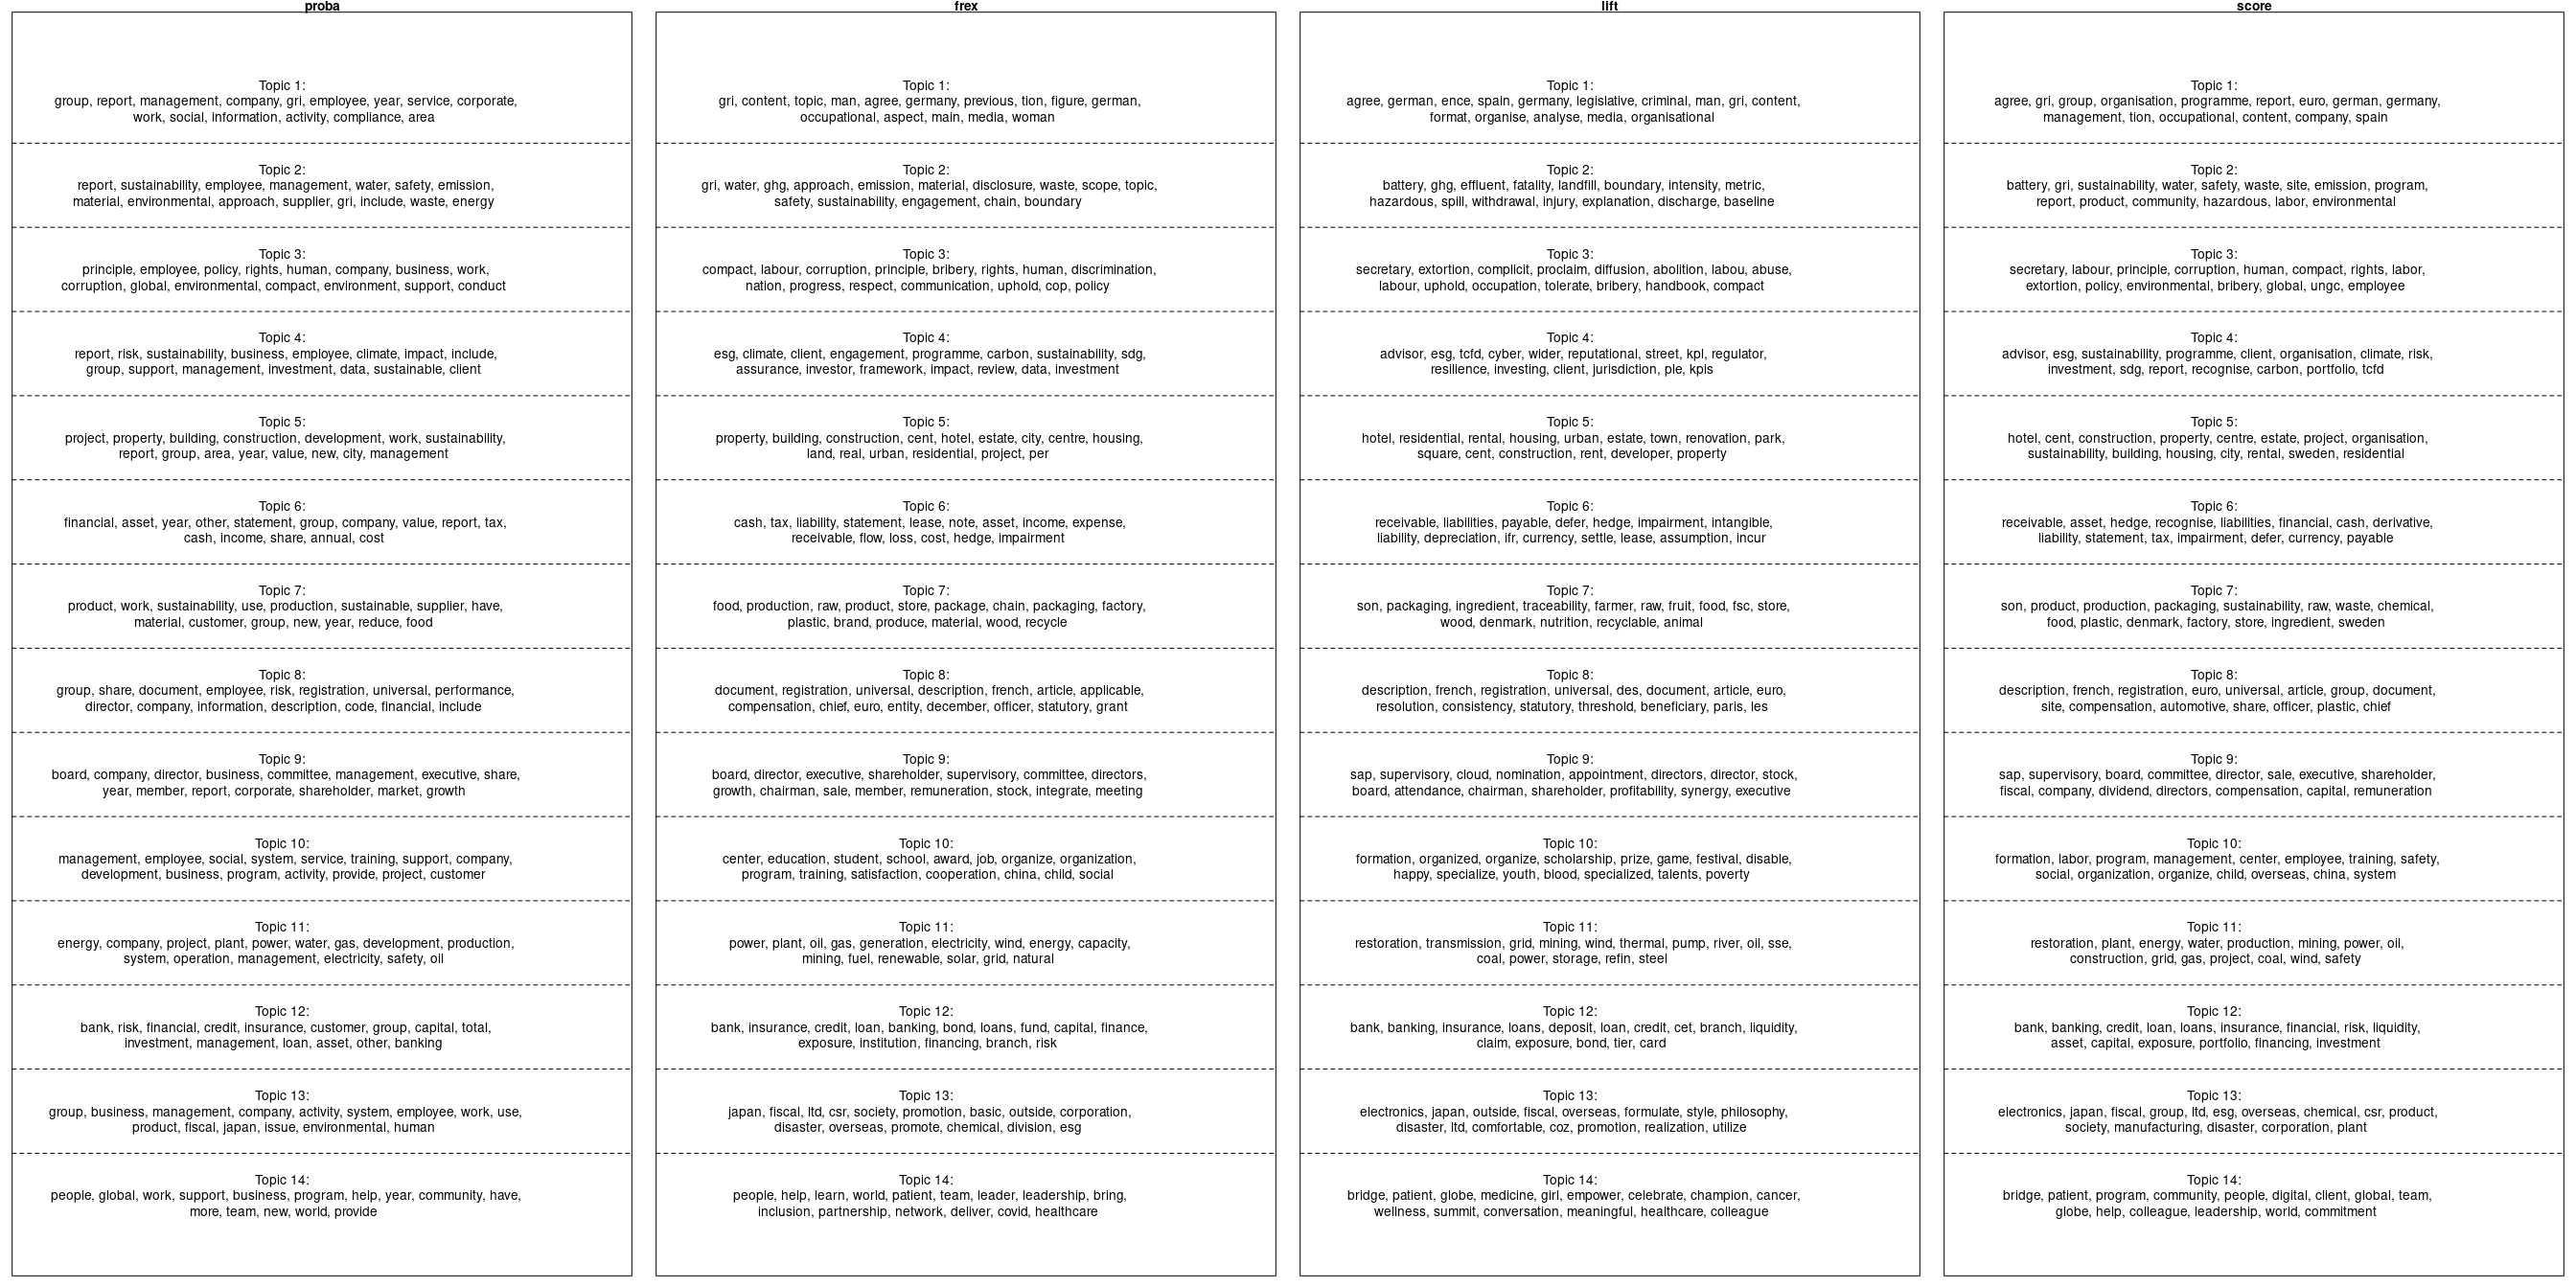 proba
Topic 1:
group, report, management, company, gri, employee, year, service, corporate,
work, social, information, activity, compliance, area
Topic 2:
report, sustainability, employee, management, water, safety, emission,
material, environmental, approach, supplier, gri, include, waste, energy
Topic 3:
principle, employee, policy, rights, human, company, business, work,
corruption, global, environmental, compact, environment, support, conduct
Topic 4:
report, risk, sustainability, business, employee, climate, impact, include,
group, support, management, investment, data, sustainable, client
Topic 5:
project, property, building, construction, development, work, sustainability,
report, group, area, year, value, new, city, management
Topic 6:
financial, asset, year, other, statement, group, company, value, report, tax,
cash, income, share, annual, cost
Topic 7:
product, work, sustainability, use, production, sustainable, supplier, have,
material, customer, group, new, year, reduce, food
Topic 8:
group, share, document, employee, risk, registration, universal, performance,
director, company, information, description, code, financial, include
Topic 9:
board, company, director, business, committee, management, executive, share,
year, member, report, corporate, shareholder, market, growth
Topic 10:
management, employee, social, system, service, training, support, company,
development, business, program, activity, provide, project, customer
Topic 11:
energy, company, project, plant, power, water, gas, development, production,
system, operation, management, electricity, safety, oil
Topic 12:
bank, risk, financial, credit, insurance, customer, group, capital, total,
investment, management, loan, asset, other, banking
Topic 13:
group, business, management, company, activity, system, employee, work, use,
product, fiscal, japan, issue, environmental, human
Topic 14:
people, global, work, support, business, program, help, year, community, have,
more, team, new, world, provide
frex
Topic 1:
gri, content, topic, man, agree, germany, previous, tion, figure, german,
occupational, aspect, main, media, woman
Topic 2:
gri, water, ghg, approach, emission, material, disclosure, waste, scope, topic,
safety, sustainability, engagement, chain, boundary
Topic 3:
compact, labour, corruption, principle, bribery, rights, human, discrimination,
nation, progress, respect, communication, uphold, cop, policy
Topic 4:
esg, climate, client, engagement, programme, carbon, sustainability, sdg,
assurance, investor, framework, impact, review, data, investment
Topic 5:
property, building, construction, cent, hotel, estate, city, centre, housing,
land, real, urban, residential, project, per
Topic 6:
cash, tax, liability, statement, lease, note, asset, income, expense,
receivable, flow, loss, cost, hedge, impairment
Topic 7:
food, production, raw, product, store, package, chain, packaging, factory,
plastic, brand, produce, material, wood, recycle
Topic 8:
document, registration, universal, description, french, article, applicable,
compensation, chief, euro, entity, december, officer, statutory, grant
Topic 9:
board, director, executive, shareholder, supervisory, committee, directors,
growth, chairman, sale, member, remuneration, stock, integrate, meeting
Topic 10:
center, education, student, school, award, job, organize, organization,
program, training, satisfaction, cooperation, china, child, social
Topic 11:
power, plant, oil, gas, generation, electricity, wind, energy, capacity,
mining, fuel, renewable, solar, grid, natural
Topic 12:
bank, insurance, credit, loan, banking, bond, loans, fund, capital, finance,
exposure, institution, financing, branch, risk
Topic 13:
japan, fiscal, ltd, csr, society, promotion, basic, outside, corporation,
disaster, overseas, promote, chemical, division, esg
Topic 14:
people, help, learn, world, patient, team, leader, leadership, bring,
inclusion, partnership, network, deliver, covid, healthcare
lift
Topic 1:
agree, german, ence, spain, germany, legislative, criminal, man, gri, content,
format, organise, analyse, media, organisational
Topic 2:
battery, ghg, effluent, fatality, landfill, boundary, intensity, metric,
hazardous, spill, withdrawal, injury, explanation, discharge, baseline
Topic 3:
secretary, extortion, complicit, proclaim, diffusion, abolition, labou, abuse,
labour, uphold, occupation, tolerate, bribery, handbook, compact
Topic 4:
advisor, esg, tcfd, cyber, wider, reputational, street, kpl, regulator,
resilience, investing, client, jurisdiction, ple, kpis
Topic 5:
hotel, residential, rental, housing, urban, estate, town, renovation, park,
square, cent, construction, rent, developer, property
Topic 6:
receivable, liabilities, payable, defer, hedge, impairment, intangible,
liability, depreciation, ifr, currency, settle, lease, assumption, incur
Topic 7:
son, packaging, ingredient, traceability, farmer, raw, fruit, food, fsc, store,
wood, denmark, nutrition, recyclable, animal
Topic 8:
description, french, registration, universal, des, document, article, euro,
resolution, consistency, statutory, threshold, beneficiary, paris, les
Topic 9:
sap, supervisory, cloud, nomination, appointment, directors, director, stock,
board, attendance, chairman, shareholder, profitability, synergy, executive
Topic 10:
formation, organized, organize, scholarship, prize, game, festival, disable,
happy, specialize, youth, blood, specialized, talents, poverty
Topic 11:
restoration, transmission, grid, mining, wind, thermal, pump, river, oil, sse,
coal, power, storage, refin, steel
Topic 12:
bank, banking, insurance, loans, deposit, loan, credit, cet, branch, liquidity,
claim, exposure, bond, tier, card
Topic 13:
electronics, japan, outside, fiscal, overseas, formulate, style, philosophy,
disaster, ltd, comfortable, coz, promotion, realization, utilize
Topic 14:
bridge, patient, globe, medicine, girl, empower, celebrate, champion, cancer,
wellness, summit, conversation, meaningful, healthcare, colleague
score
Topic 1:
agree, gri, group, organisation, programme, report, euro, german, germany,
management, tion, occupational, content, company, spain
Topic 2:
battery, gri, sustainability, water, safety, waste, site, emission, program,
report, product, community, hazardous, labor, environmental
Topic 3:
secretary, labour, principle, corruption, human, compact, rights, labor,
extortion, policy, environmental, bribery, global, ungc, employee
Topic 4:
advisor, esg, sustainability, programme, client, organisation, climate, risk,
investment, sdg, report, recognise, carbon, portfolio, tcfd
Topic 5:
hotel, cent, construction, property, centre, estate, project, organisation,
sustainability, building, housing, city, rental, sweden, residential
Topic 6:
receivable, asset, hedge, recognise, liabilities, financial, cash, derivative,
liability, statement, tax, impairment, defer, currency, payable
Topic 7:
son, product, production, packaging, sustainability, raw, waste, chemical,
food, plastic, denmark, factory, store, ingredient, sweden
Topic 8:
description, french, registration, euro, universal, article, group, document,
site, compensation, automotive, share, officer, plastic, chief
Topic 9:
sap, supervisory, board, committee, director, sale, executive, shareholder,
fiscal, company, dividend, directors, compensation, capital, remuneration
Topic 10:
formation, labor, program, management, center, employee, training, safety,
social, organization, organize, child, overseas, china, system
Topic 11:
restoration, plant, energy, water, production, mining, power, oil,
construction, grid, gas, project, coal, wind, safety
Topic 12:
bank, banking, credit, loan, loans, insurance, financial, risk, liquidity,
asset, capital, exposure, portfolio, financing, investment
Topic 13:
electronics, japan, fiscal, group, ltd, esg, overseas, chemical, csr, product,
society, manufacturing, disaster, corporation, plant
Topic 14:
bridge, patient, program, community, people, digital, client, global, team,
globe, help, colleague, leadership, world, commitment